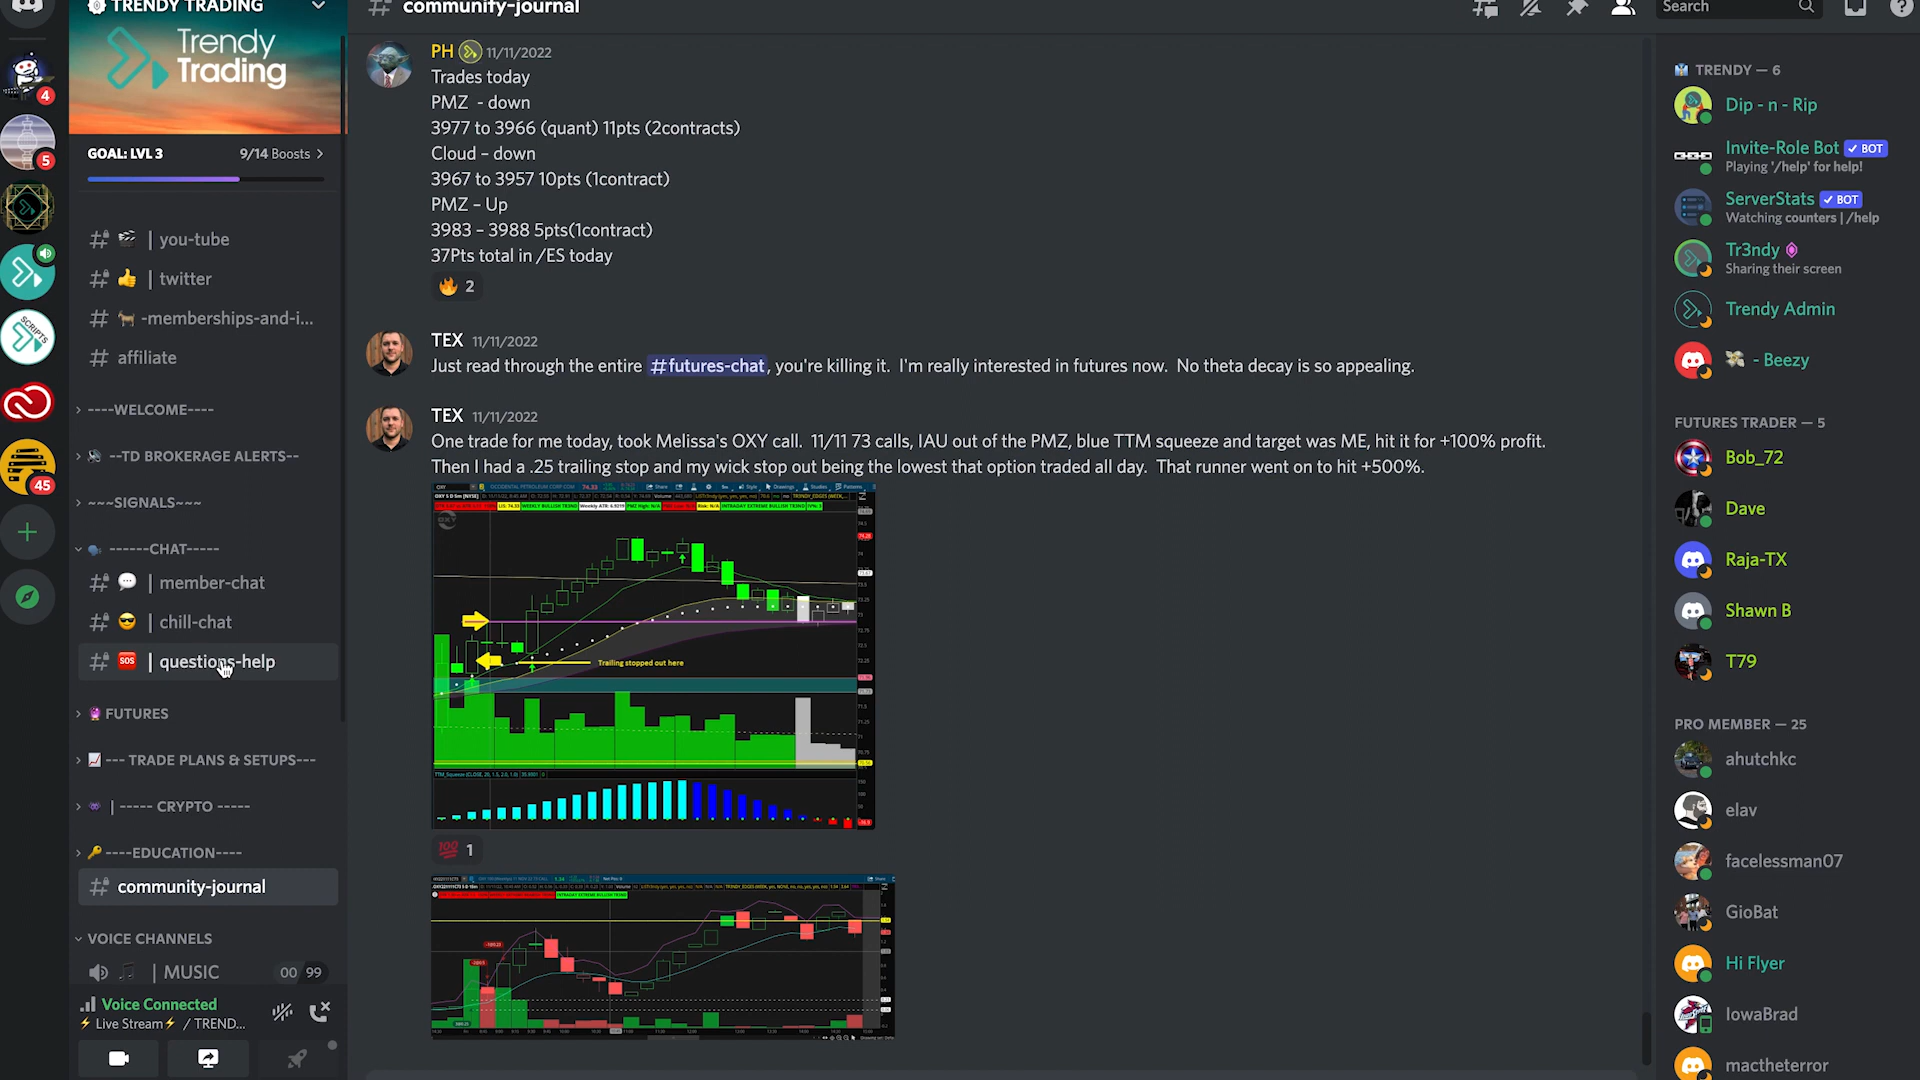 TRENDY TRADING
Trendy
Trading
GOAL: LVL 3
9/14 Boosts
4
5
45
SCRIPTS
| you-tube
| twitter
-memberships-and-i...
affiliate
----WELCOME----
--TD BROKERAGE ALERTS--
~~~SIGNALS~~~
------CHAT-----
| member-chat
| chill-chat
SOS | questions-help
FUTURES
--- TRADE PLANS & SETUPS---
| ----- CRYPTO -----
----EDUCATION----
community-journal
VOICE CHANNELS
| MUSIC
00 99
Voice Connected
Live Stream / TREND...
community-journal
Search
PH 11/11/2022
Trades today
PMZ - down
3977 to 3966 (quant) 11pts (2contracts)
Cloud – down
3967 to 3957 10pts (1contract)
PMZ – Up
3983 – 3988 5pts(1contract)
37Pts total in /ES today
2
TEX 11/11/2022
Just read through the entire #futures-chat, you're killing it. I'm really interested in futures now. No theta decay is so appealing.
TEX 11/11/2022
One trade for me today, took Melissa's OXY call. 11/11 73 calls, IAU out of the PMZ, blue TTM squeeze and target was ME, hit it for +100% profit.
Then I had a .25 trailing stop and my wick stop out being the lowest that option traded all day. That runner went on to hit +500%.
OXY
Trailing stopped out here
100 1
TRENDY — 6
Dip - n - Rip
Invite-Role Bot BOT
Playing '/help' for help!
ServerStats BOT
Watching counters | /help
Tr3ndy
Sharing their screen
Trendy Admin
- Beezy
FUTURES TRADER — 5
Bob_72
Dave
Raja-TX
Shawn B
T79
PRO MEMBER — 25
ahutchkc
elav
facelessman07
GioBat
Hi Flyer
IowaBrad
mactheterror